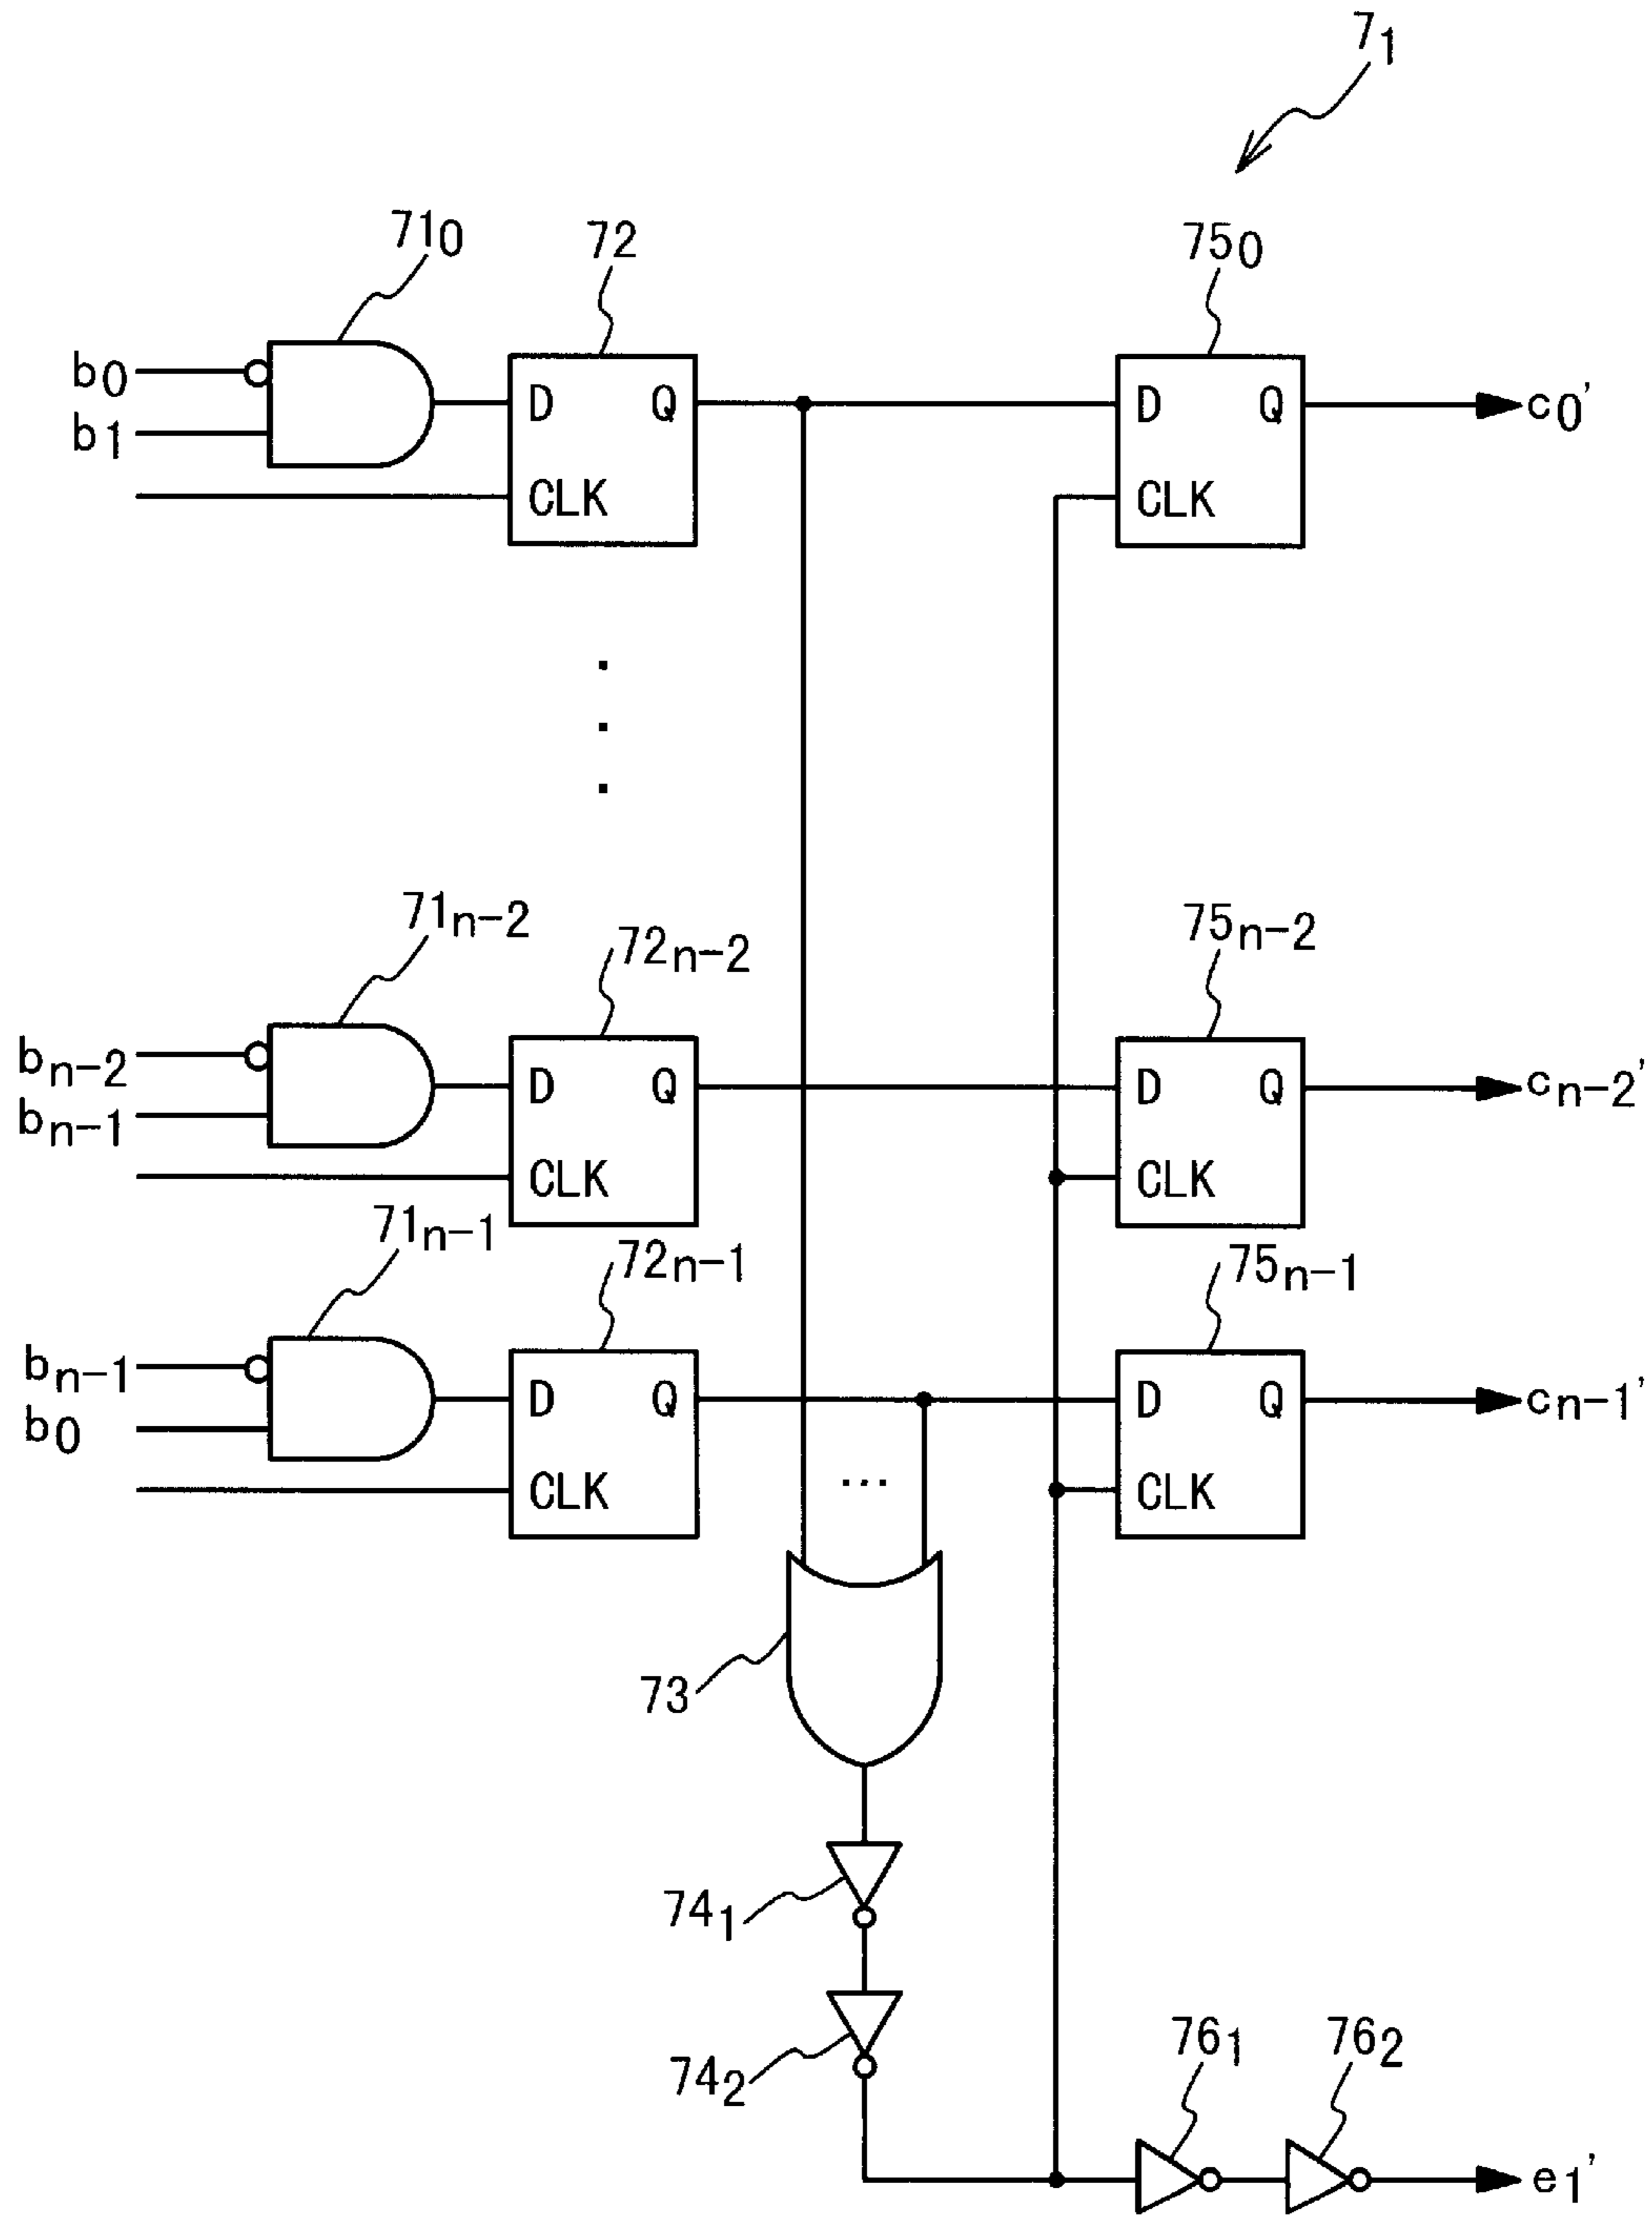 7₁
71₀
72
75₀
b₀
b₁
D Q
CLK
D Q
CLK
c₀'
.
.
.
71ₙ₋₂
72ₙ₋₂
75ₙ₋₂
bₙ₋₂
bₙ₋₁
D Q
CLK
D Q
CLK
cₙ₋₂'
71ₙ₋₁
72ₙ₋₁
75ₙ₋₁
bₙ₋₁
b₀
D Q
CLK
D Q
CLK
cₙ₋₁'
...
73
74₁
74₂
76₁
76₂
e₁'